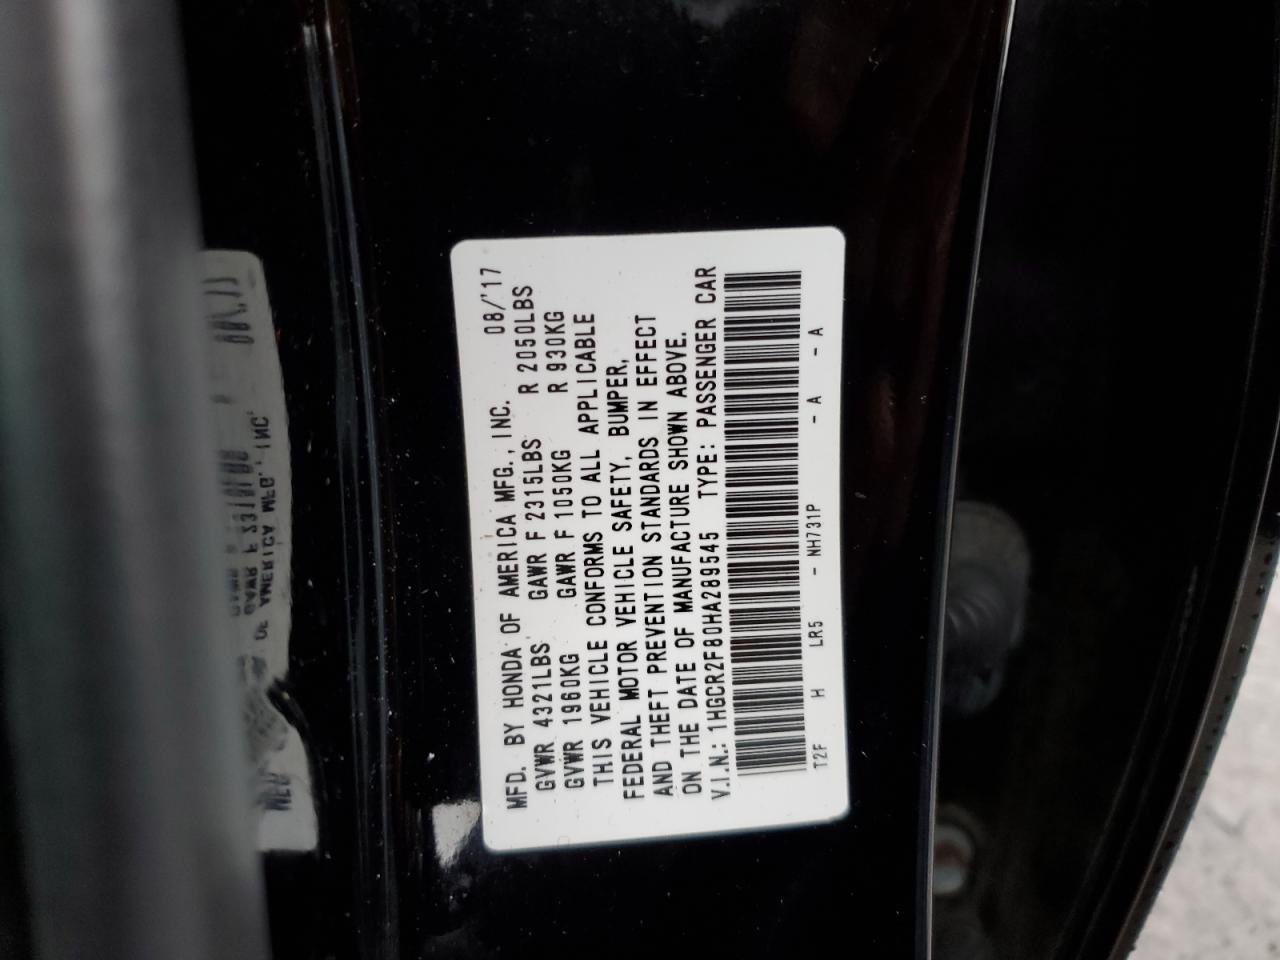 MFD. BY HONDA OF AMERICA MFG., INC. 08/'17
GVWR 4321LBS GAWR F 2315LBS R 2050LBS
GVWR 1960KG GAWR F 1050KG R 930KG
THIS VEHICLE CONFORMS TO ALL APPLICABLE
FEDERAL MOTOR VEHICLE SAFETY, BUMPER,
AND THEFT PREVENTION STANDARDS IN EFFECT
ON THE DATE OF MANUFACTURE SHOWN ABOVE.
V.I.N.: 1HGCR2F80HA289545 TYPE: PASSENGER CAR
T2F H LR5 - NH731P - A - A